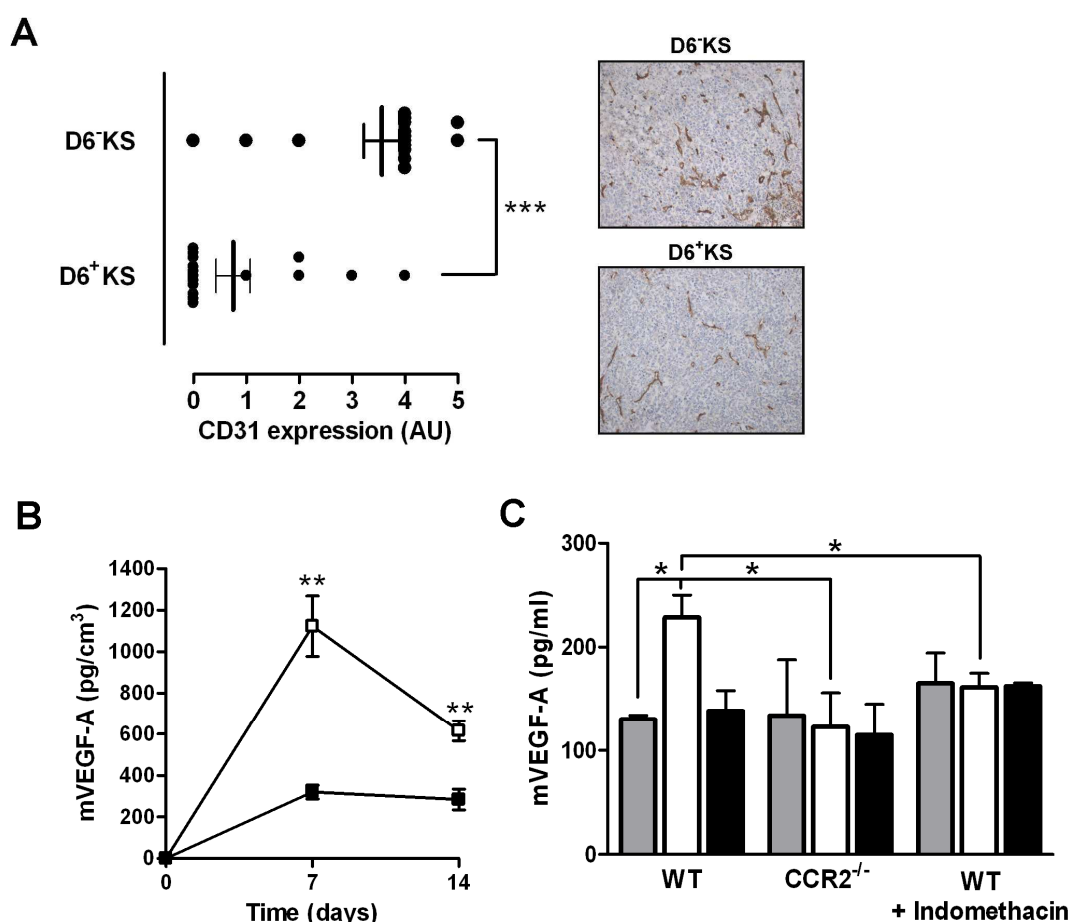 A
D6⁻KS
D6⁺KS
***
0 1 2 3 4 5
CD31 expression (AU)
D6⁻KS
D6⁺KS
B
mVEGF-A (pg/cm³)
1400
1200
1000
800
600
400
200
0
**
**
0 7 14
Time (days)
C
mVEGF-A (pg/ml)
300
200
100
0
*
* *
WT CCR2⁻/⁻ WT
+ Indomethacin